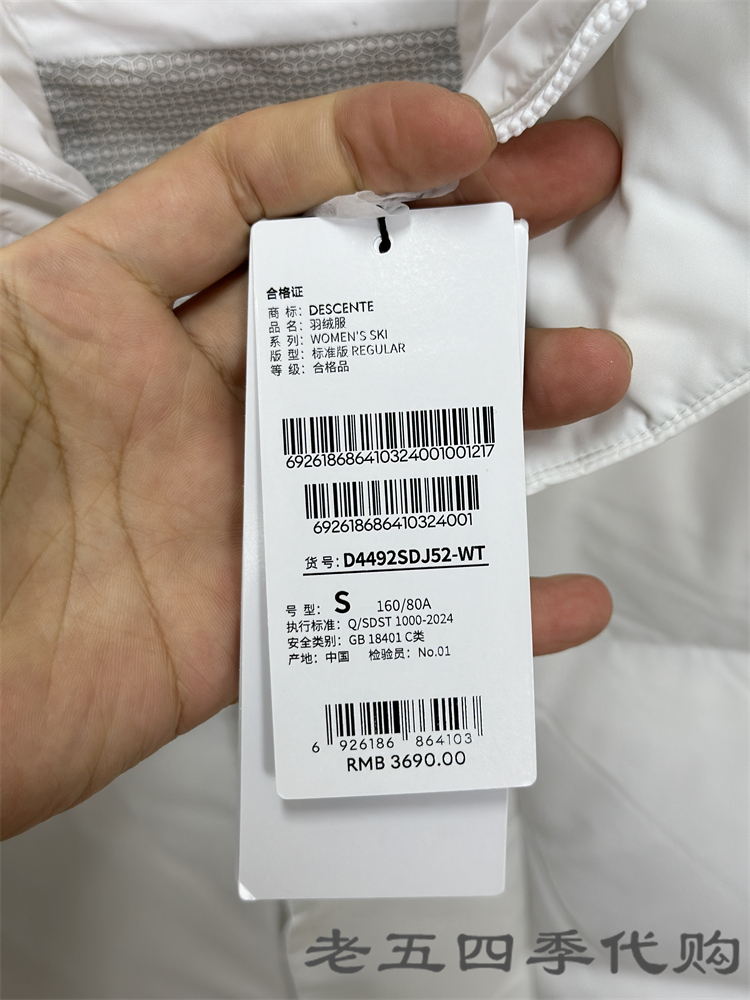 合格证
商 标: DESCENTE
品 名: 羽绒服
系 列: WOMEN'S SKI
版 型: 标准版 REGULAR
等 级: 合格品
692618686410324001001217
692618686410324001
货 号: D4492SDJ52-WT
号 型: S 160/80A
执行标准: Q/SDST 1000-2024
安全类别: GB 18401 C类
产地: 中国 检验员: No.01
6 926186 864103
RMB 3690.00
老五四季代购